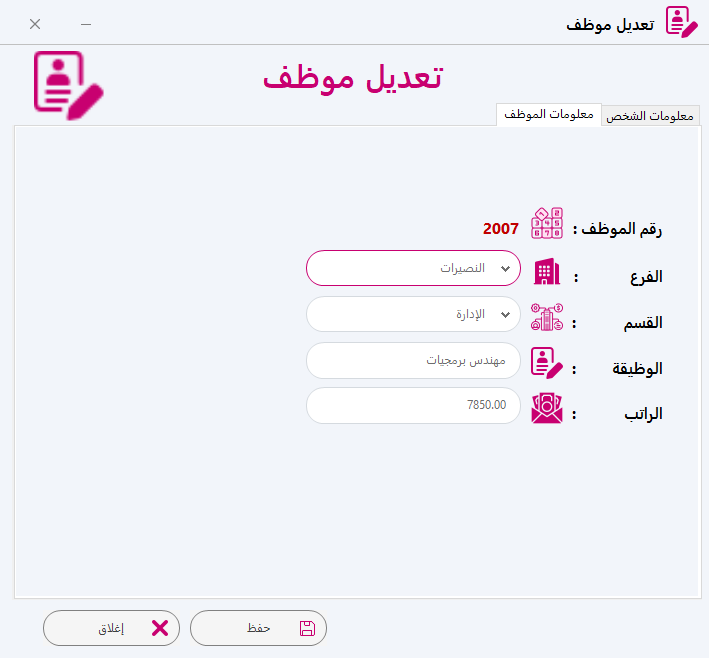 تعديل موظف
تعديل موظف
معلومات الشخص
معلومات الموظف
رقم الموظف : 2007
الفرع : النصيرات
القسم : الإدارة
الوظيقة : مهندس برمجيات
الراتب : 7850.00
حفظ
إغلاق